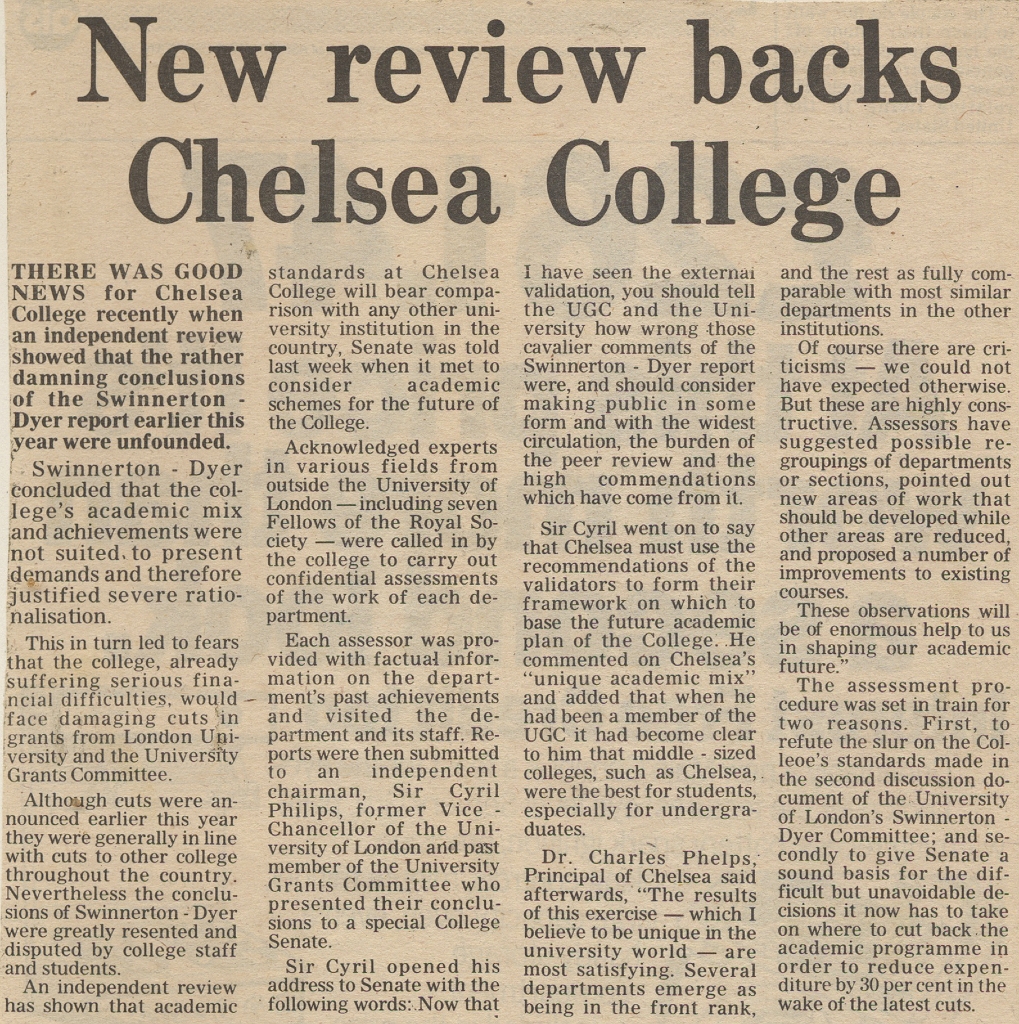 New review backs
Chelsea College
THERE WAS GOOD
NEWS for Chelsea
College recently when
an independent review
showed that the rather
damning conclusions
of the Swinnerton -
Dyer report earlier this
year were unfounded.
Swinnerton - Dyer
concluded that the col-
lege's academic mix
and achievements were
not suited to present
demands and therefore
justified severe ratio-
nalisation.
This in turn led to fears
that the college, already
suffering serious fina-
ncial difficulties, would
face damaging cuts in
grants from London Uni-
versity and the University
Grants Committee.
Although cuts were an-
nounced earlier this year
they were generally in line
with cuts to other college
throughout the country.
Nevertheless the conclu-
sions of Swinnerton - Dyer
were greatly resented and
disputed by college staff
and students.
An independent review
has shown that academic
standards at Chelsea
College will bear compa-
rison with any other uni-
versity institution in the
country, Senate was told
last week when it met to
consider academic
schemes for the future of
the College.
Acknowledged experts
in various fields from
outside the University of
London — including seven
Fellows of the Royal So-
ciety — were called in by
the college to carry out
confidential assessments
of the work of each de-
partment.
Each assessor was pro-
vided with factual infor-
mation on the depart-
ment's past achievements
and visited the de-
partment and its staff. Re-
ports were then submitted
to an independent
chairman, Sir Cyril
Philips, former Vice -
Chancellor of the Uni-
versity of London and past
member of the University
Grants Committee who
presented their conclu-
sions to a special College
Senate.
Sir Cyril opened his
address to Senate with the
following words: Now that
I have seen the external
validation, you should tell
the UGC and the Uni-
versity how wrong those
cavalier comments of the
Swinnerton - Dyer report
were, and should consider
making public in some
form and with the widest
circulation, the burden of
the peer review and the
high commendations
which have come from it.
Sir Cyril went on to say
that Chelsea must use the
recommendations of the
validators to form their
framework on which to
base the future academic
plan of the College. He
commented on Chelsea's
"unique academic mix"
and added that when he
had been a member of the
UGC it had become clear
to him that middle - sized
colleges, such as Chelsea,
were the best for students,
especially for undergra-
duates.
Dr. Charles Phelps,
Principal of Chelsea said
afterwards, "The results
of this exercise — which I
believe to be unique in the
university world — are
most satisfying. Several
departments emerge as
being in the front rank,
and the rest as fully com-
parable with most similar
departments in the other
institutions.
Of course there are cri-
ticisms — we could not
have expected otherwise.
But these are highly cons-
tructive. Assessors have
suggested possible re-
groupings of departments
or sections, pointed out
new areas of work that
should be developed while
other areas are reduced,
and proposed a number of
improvements to existing
courses.
These observations will
be of enormous help to us
in shaping our academic
future."
The assessment pro-
cedure was set in train for
two reasons. First, to
refute the slur on the Col-
leoe's standards made in
the second discussion do-
cument of the University
of London's Swinnerton -
Dyer Committee; and se-
condly to give Senate a
sound basis for the dif-
ficult but unavoidable de-
cisions it now has to take
on where to cut back the
academic programme in
order to reduce expen-
diture by 30 per cent in the
wake of the latest cuts.